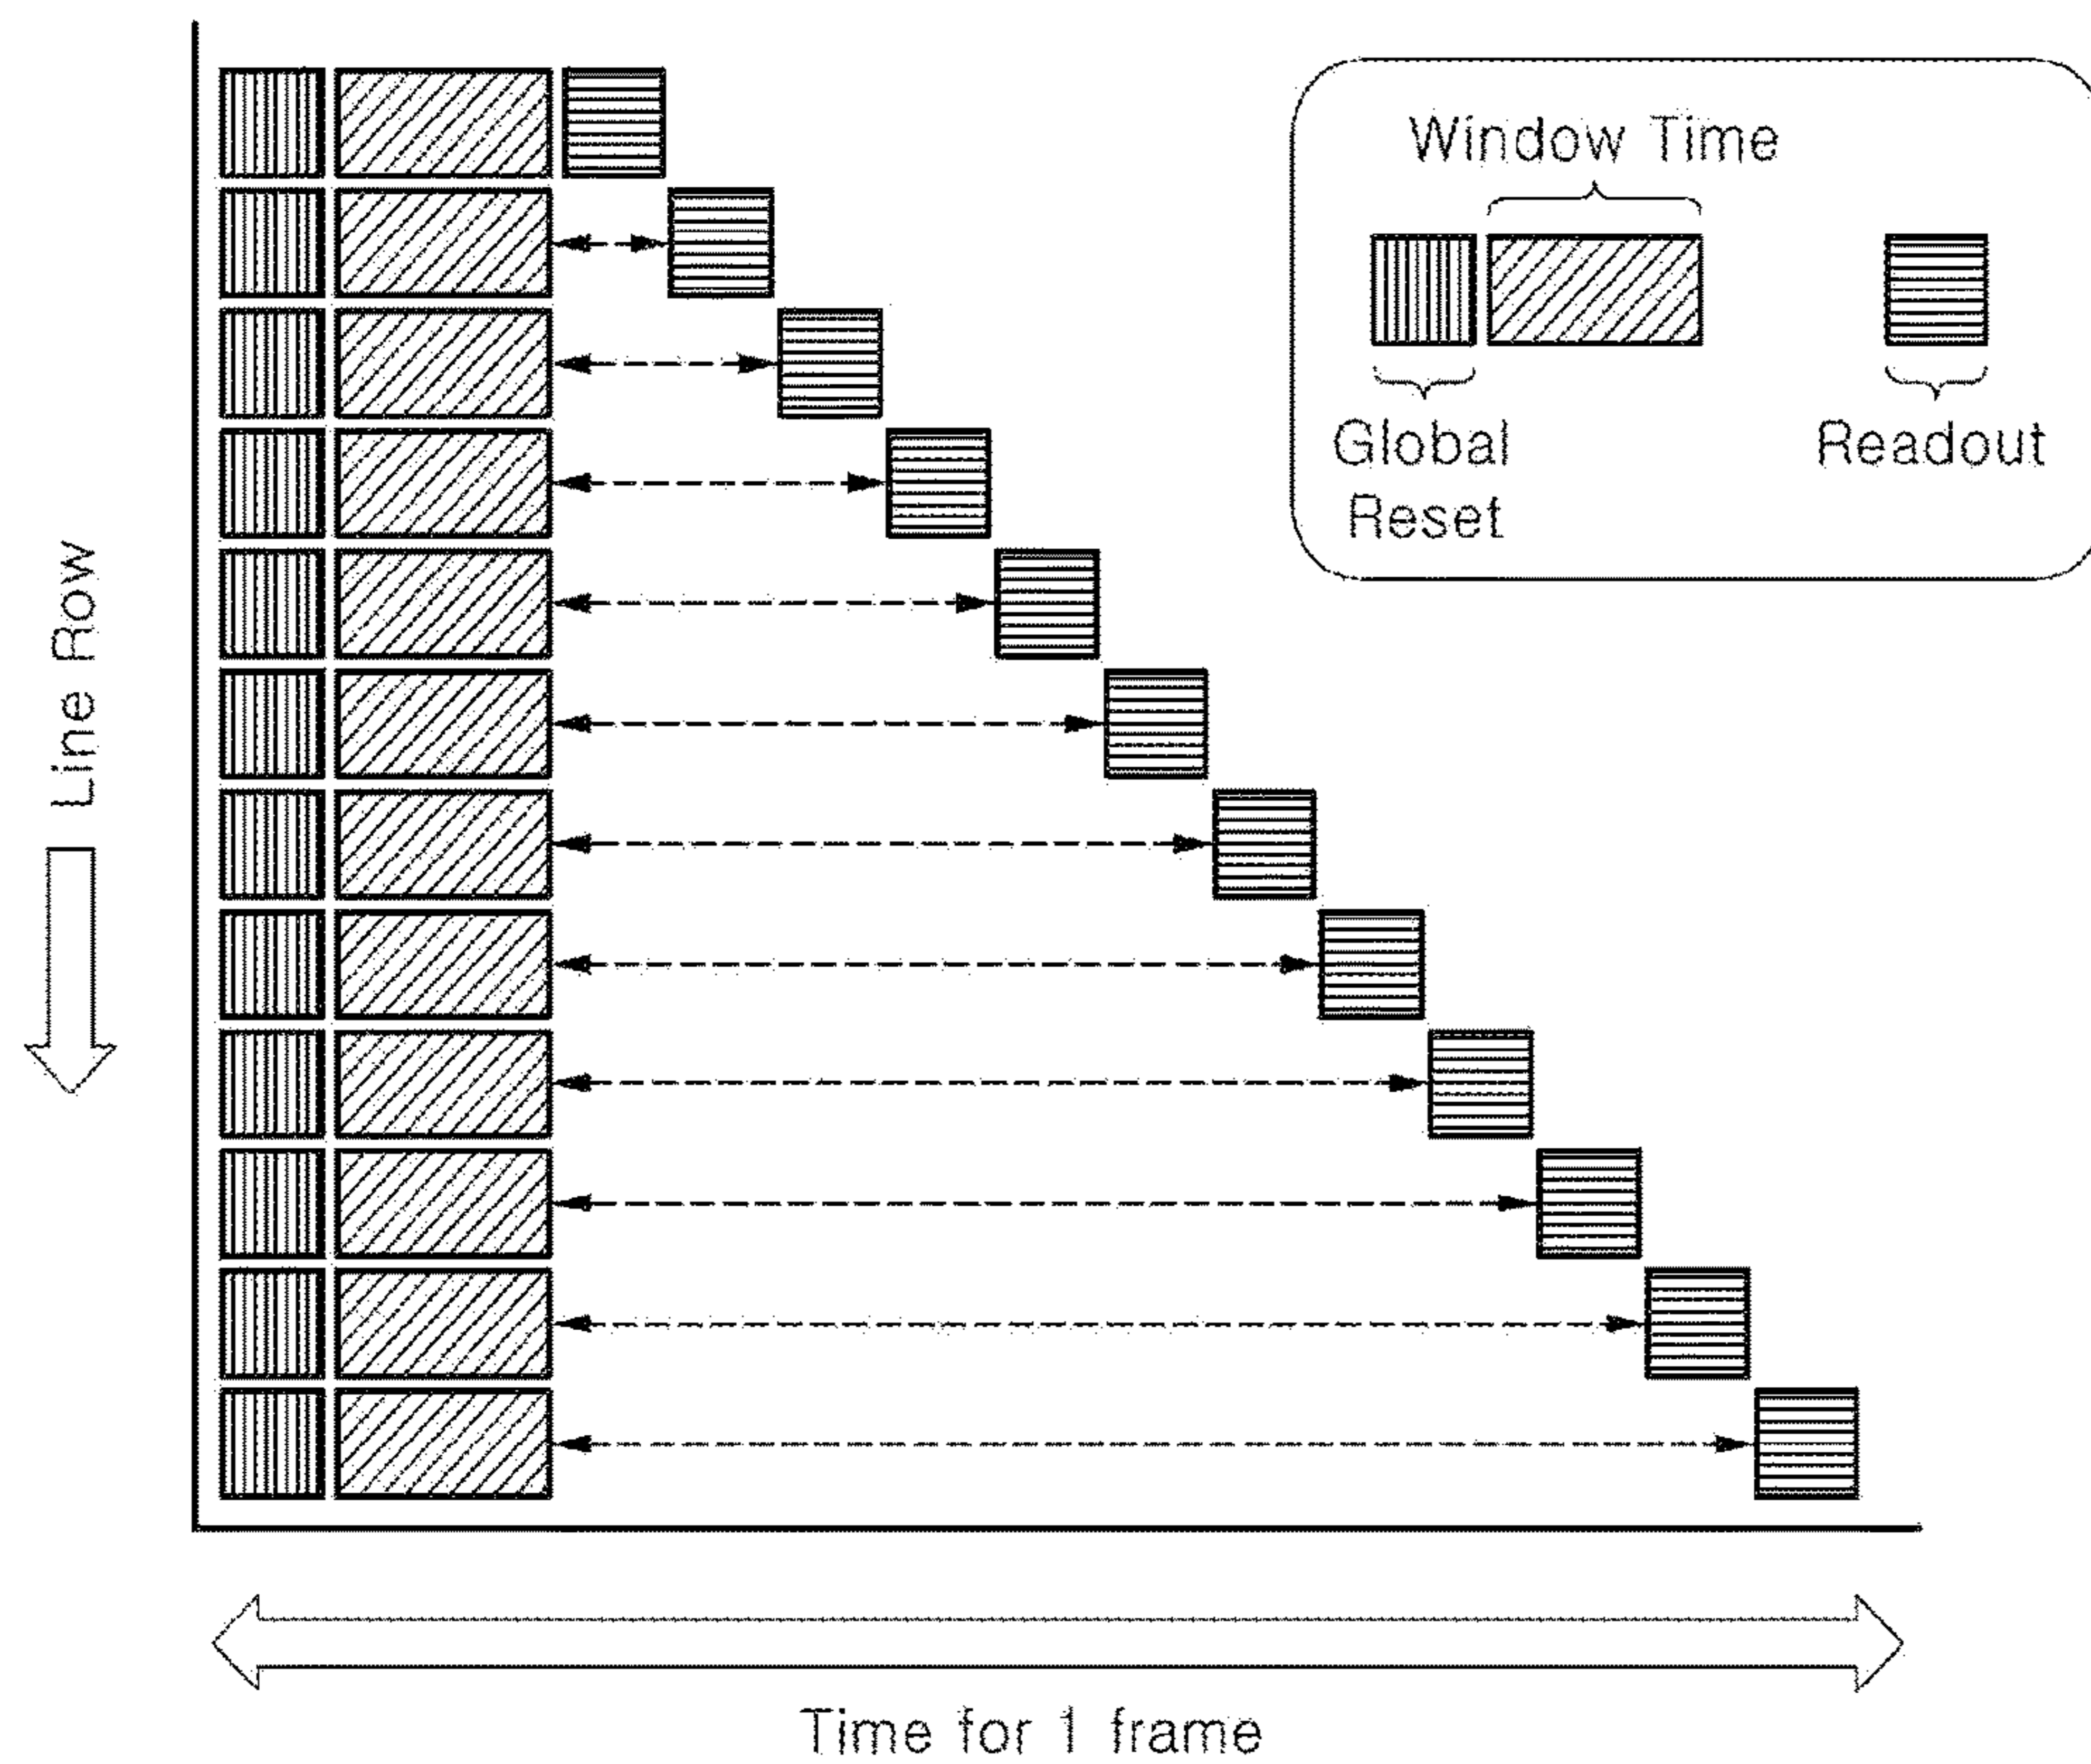 Window Time
Global
Reset
Readout
Line Row
Time for 1 frame